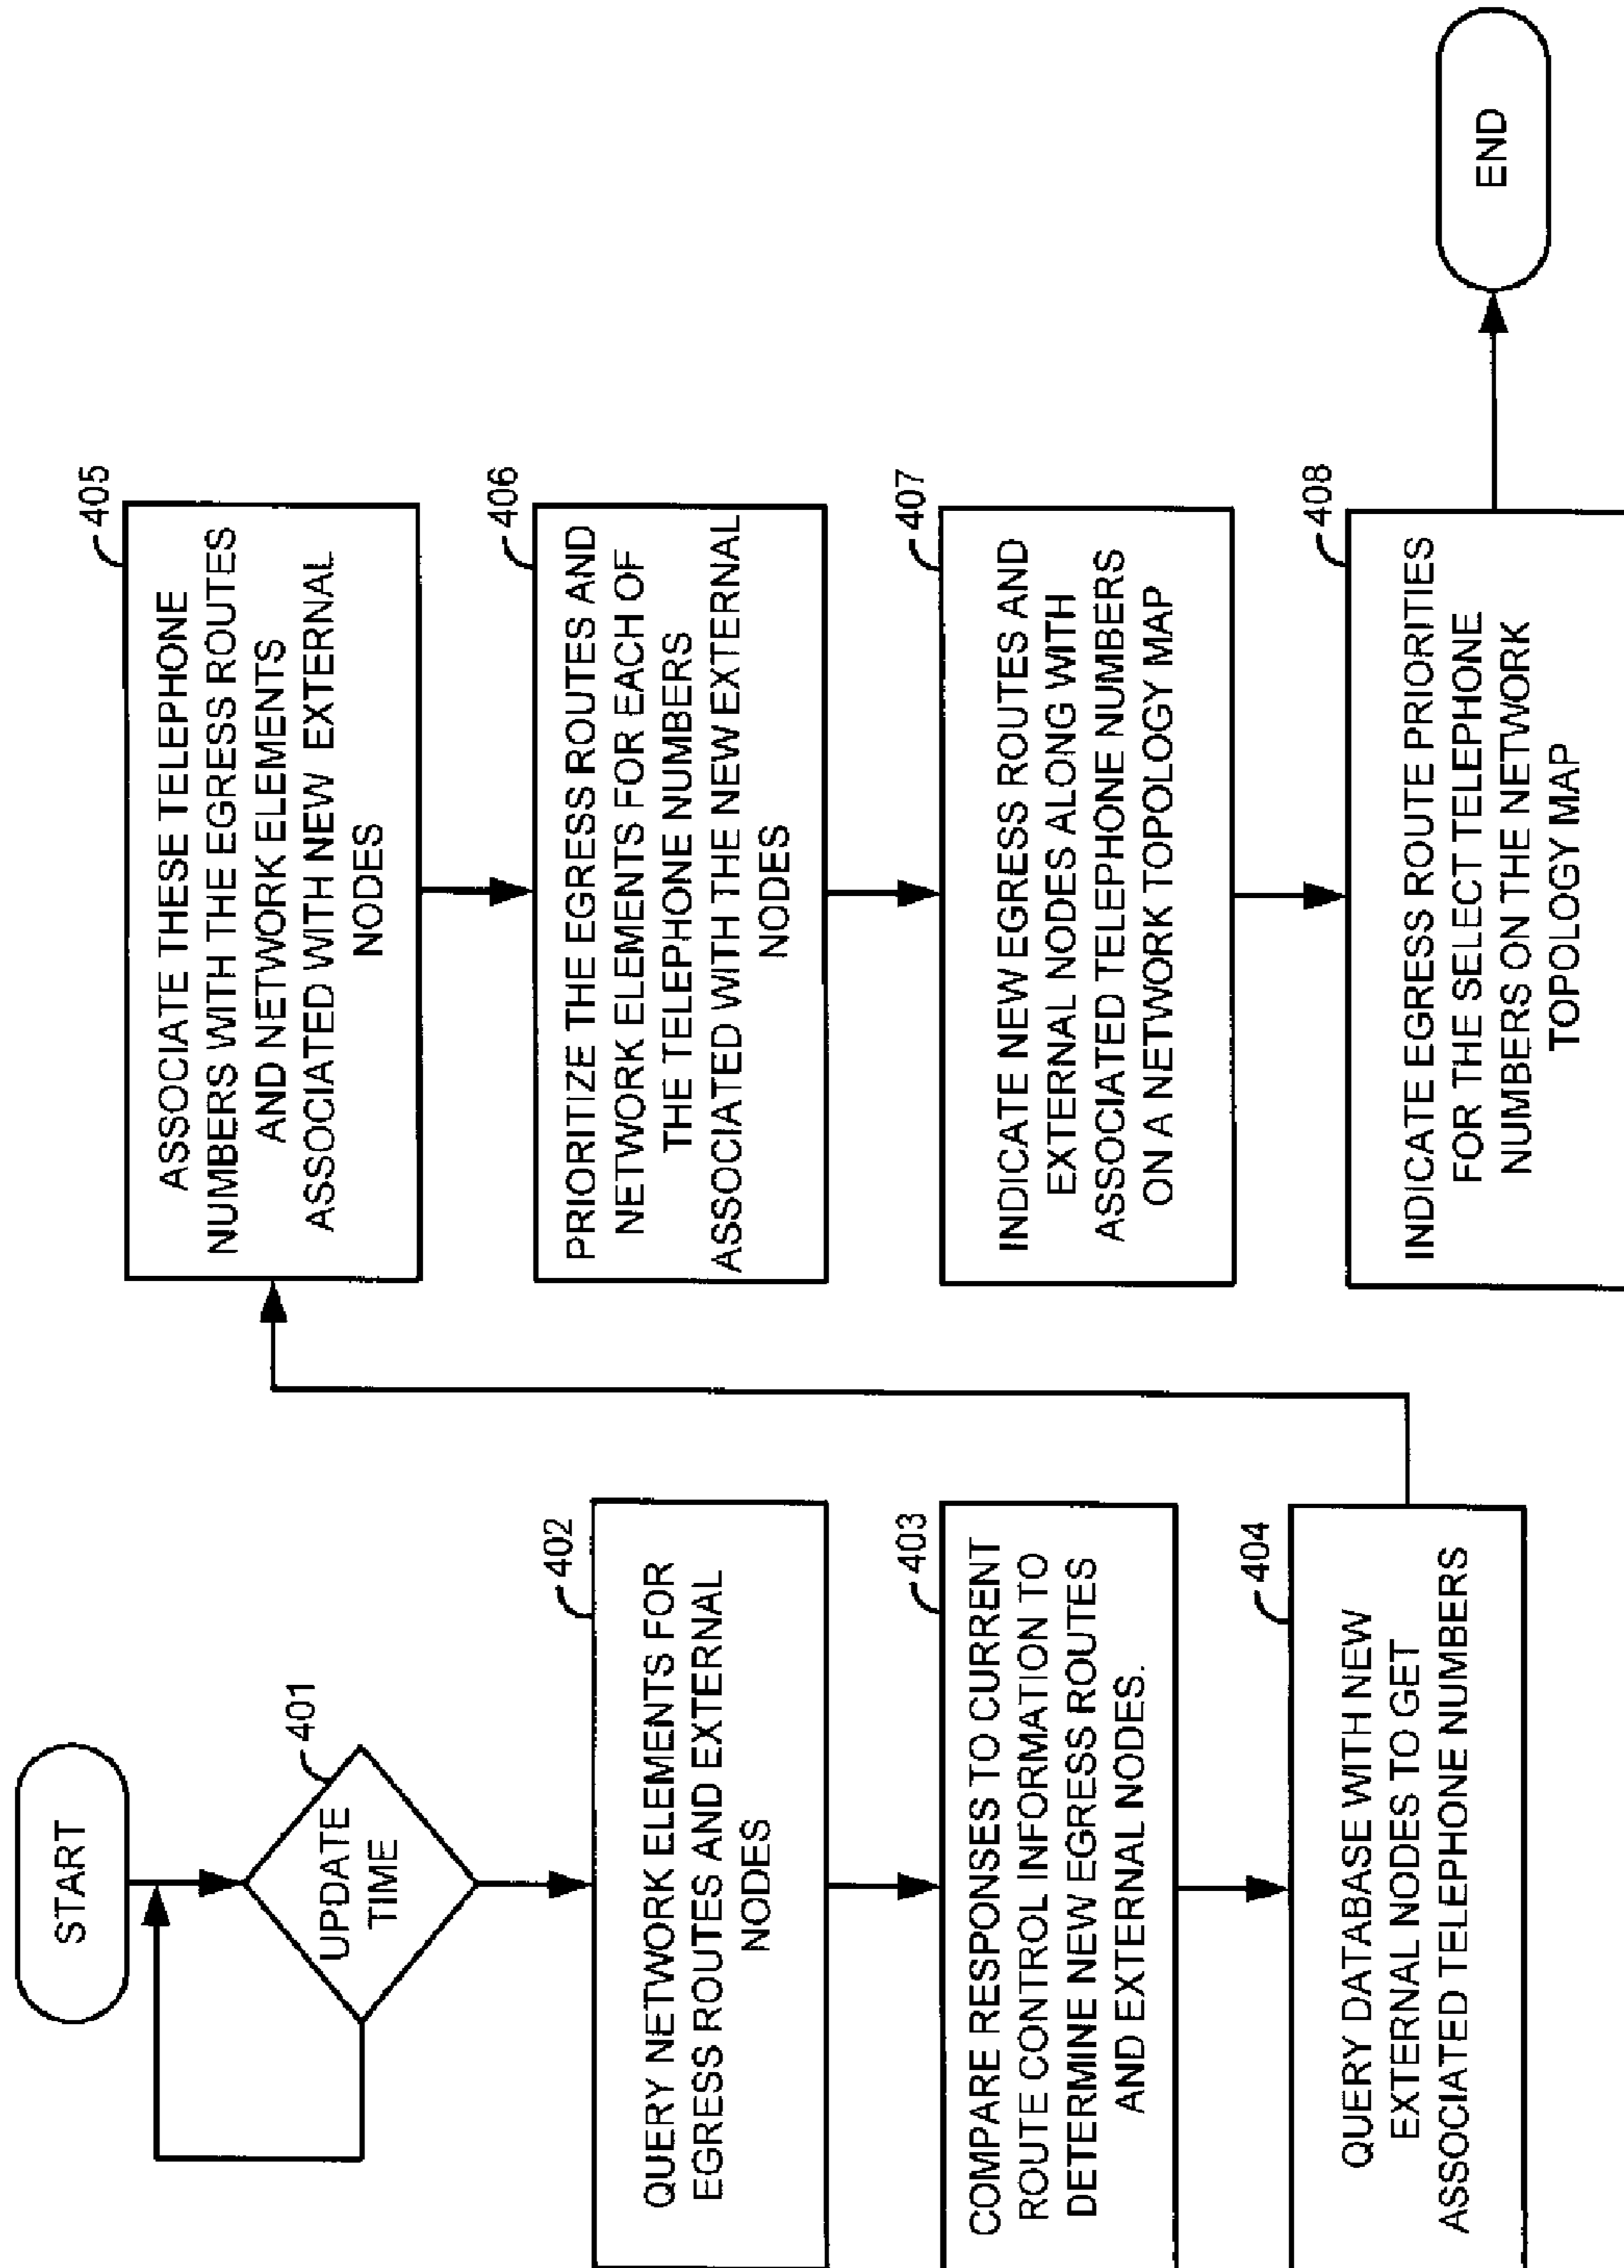 START
401
UPDATE
TIME
402
QUERY NETWORK ELEMENTS FOR
EGRESS ROUTES AND EXTERNAL
NODES
403
COMPARE RESPONSES TO CURRENT
ROUTE CONTROL INFORMATION TO
DETERMINE NEW EGRESS ROUTES
AND EXTERNAL NODES.
404
QUERY DATABASE WITH NEW
EXTERNAL NODES TO GET
ASSOCIATED TELEPHONE NUMBERS
405
ASSOCIATE THESE TELEPHONE
NUMBERS WITH THE EGRESS ROUTES
AND NETWORK ELEMENTS
ASSOCIATED WITH NEW EXTERNAL
NODES
406
PRIORITIZE THE EGRESS ROUTES AND
NETWORK ELEMENTS FOR EACH OF
THE TELEPHONE NUMBERS
ASSOCIATED WITH THE NEW EXTERNAL
NODES
407
INDICATE NEW EGRESS ROUTES AND
EXTERNAL NODES ALONG WITH
ASSOCIATED TELEPHONE NUMBERS
ON A NETWORK TOPOLOGY MAP
408
INDICATE EGRESS ROUTE PRIORITIES
FOR THE SELECT TELEPHONE
NUMBERS ON THE NETWORK
TOPOLOGY MAP
END